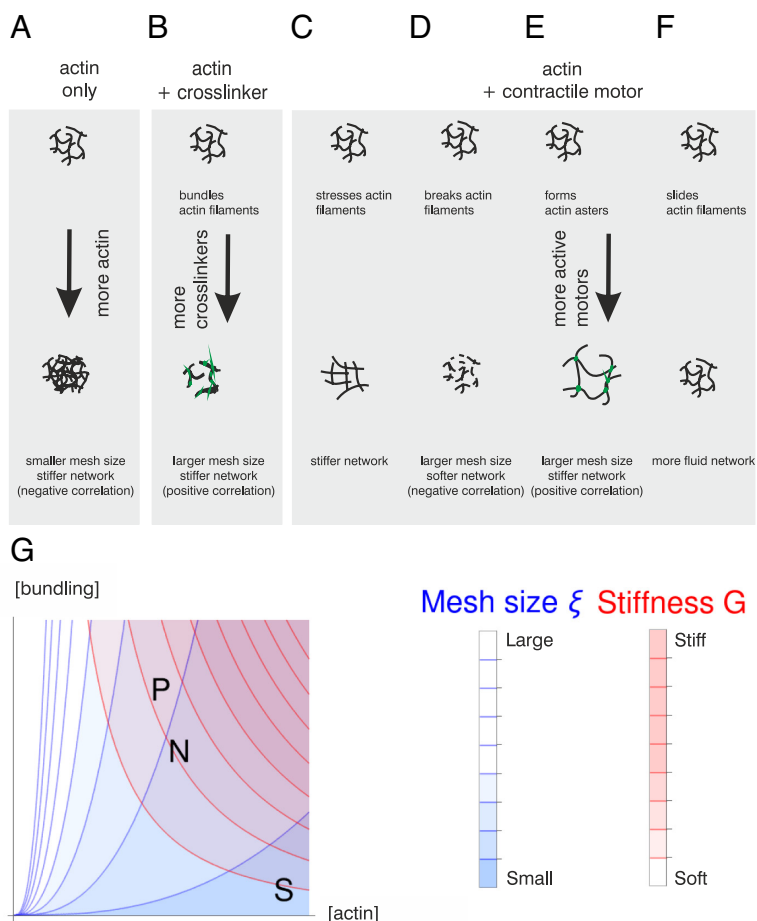 A
B
C
D
E
F
actin
only
actin
+ crosslinker
actin
+ contractile motor
bundles
actin filaments
stresses actin
filaments
breaks actin
filaments
forms
actin asters
slides
actin filaments
more actin
more
crosslinkers
more active
motors
smaller mesh size
stiffer network
(negative correlation)
larger mesh size
stiffer network
(positive correlation)
stiffer network
larger mesh size
softer network
(negative correlation)
larger mesh size
stiffer network
(positive correlation)
more fluid network
G
[bundling]
P
N
S
[actin]
Mesh size ξ
Stiffness G
Large
Small
Stiff
Soft